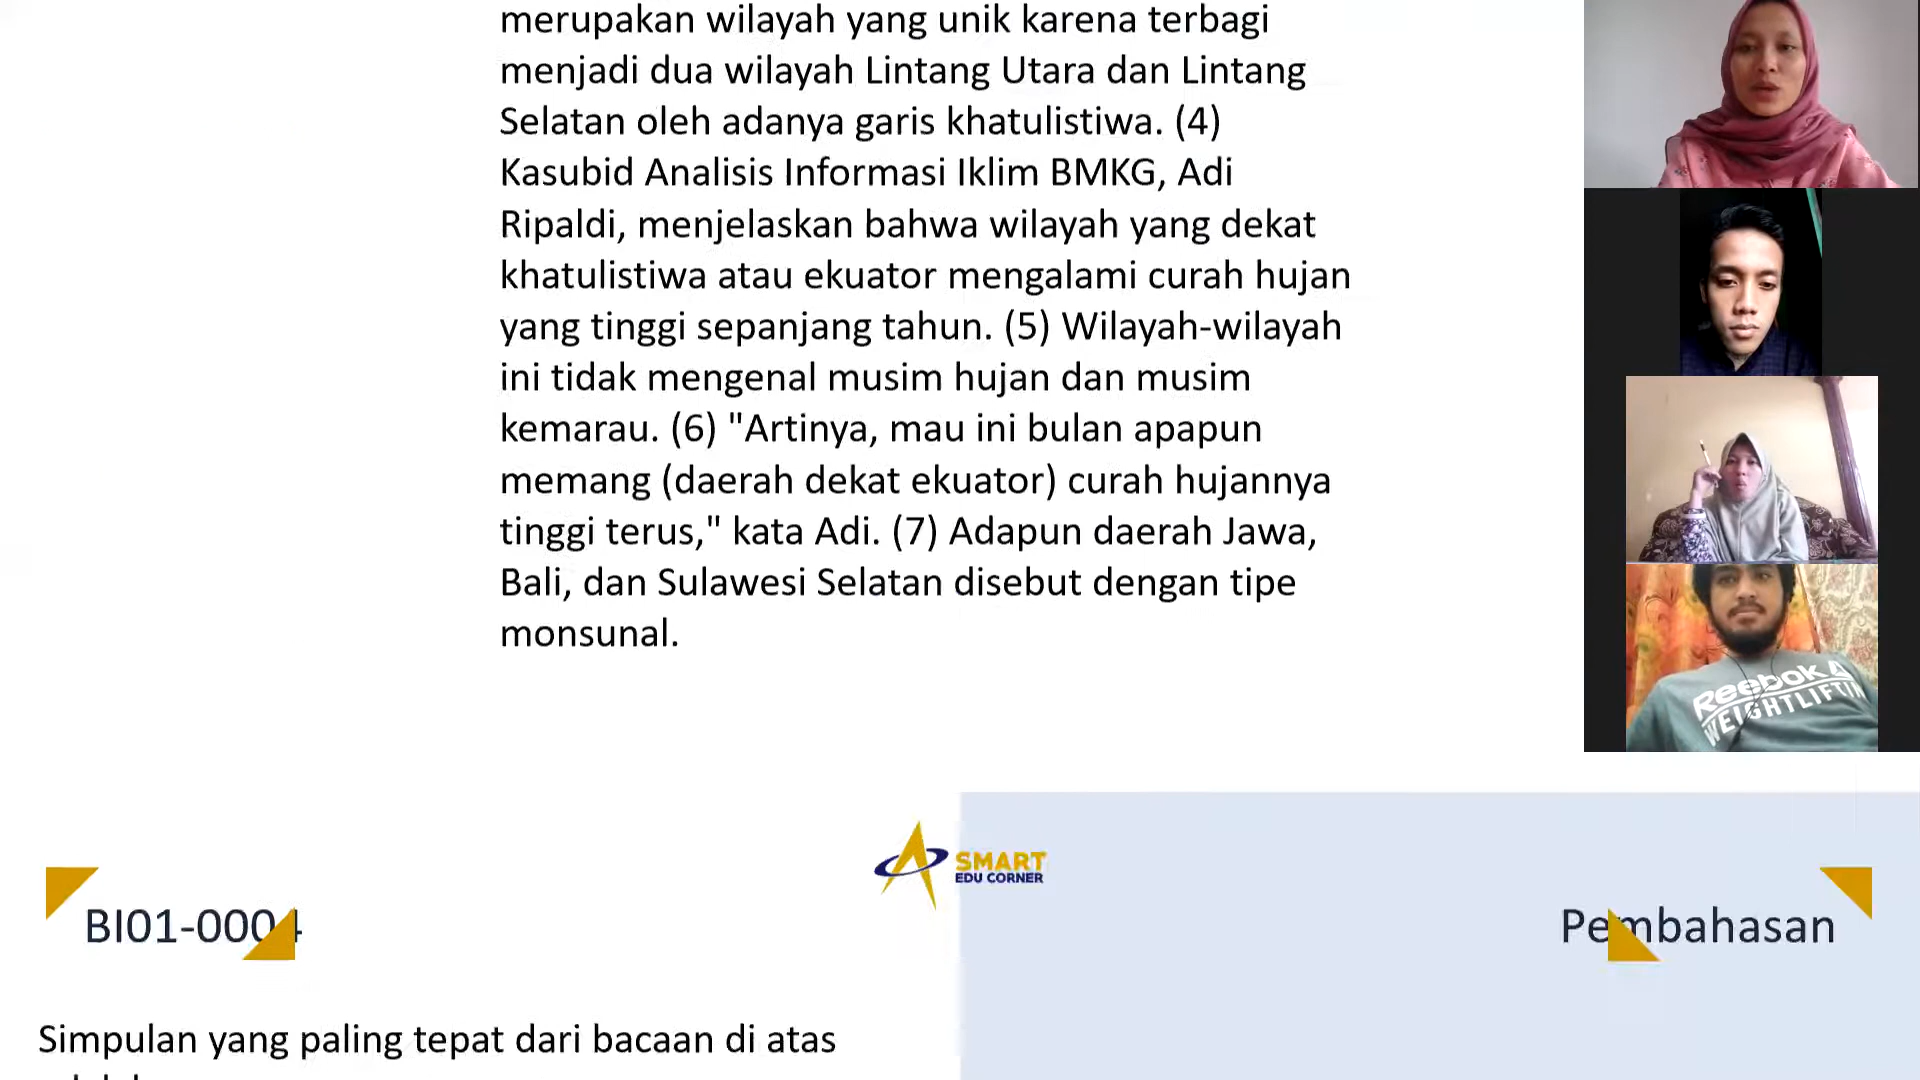 merupakan wilayah yang unik karena terbagi
menjadi dua wilayah Lintang Utara dan Lintang
Selatan oleh adanya garis khatulistiwa. (4)
Kasubid Analisis Informasi Iklim BMKG, Adi
Ripaldi, menjelaskan bahwa wilayah yang dekat
khatulistiwa atau ekuator mengalami curah hujan
yang tinggi sepanjang tahun. (5) Wilayah-wilayah
ini tidak mengenal musim hujan dan musim
kemarau. (6) "Artinya, mau ini bulan apapun
memang (daerah dekat ekuator) curah hujannya
tinggi terus," kata Adi. (7) Adapun daerah Jawa,
Bali, dan Sulawesi Selatan disebut dengan tipe
monsunal.
Reebok
WEIGHTLIFTIN
SMART
EDU CORNER
BI01-0004
Pembahasan
Simpulan yang paling tepat dari bacaan di atas